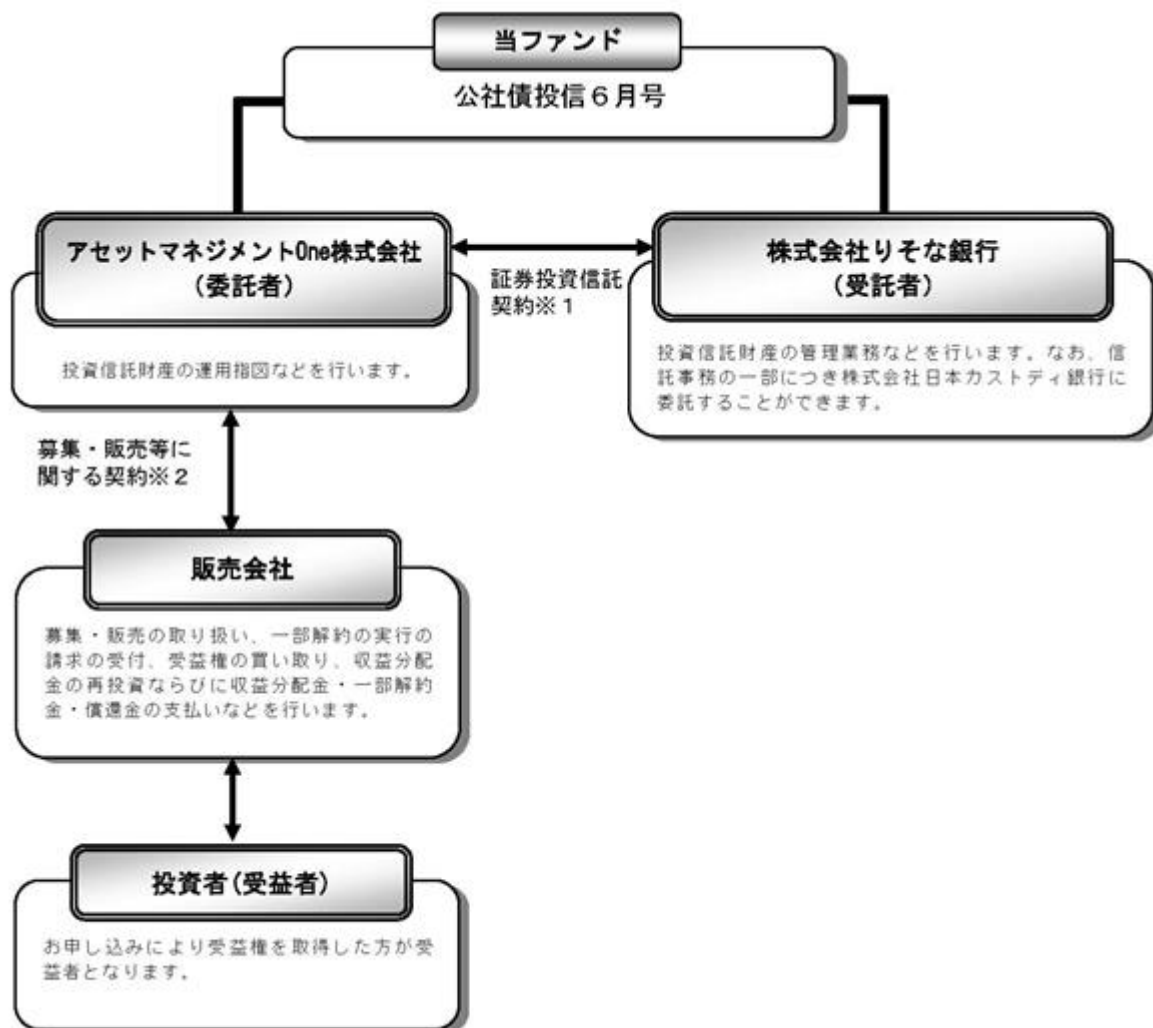 当ファンド
公社債投信6月号
アセットマネジメントOne株式会社
(委託者)
投資信託財産の運用指図などを行います。
証券投資信託
契約※1
株式会社りそな銀行
(受託者)
投資信託財産の管理業務などを行います。なお、信
託事務の一部につき株式会社日本カストディ銀行に
委託することができます。
募集・販売等に
関する契約※2
販売会社
募集・販売の取り扱い、一部解約の実行の
請求の受付、受益権の買い取り、収益分配
金の再投資ならびに収益分配金・一部解約
金・償還金の支払いなどを行います。
投資者(受益者)
お申し込みにより受益権を取得した方が受
益者となります。